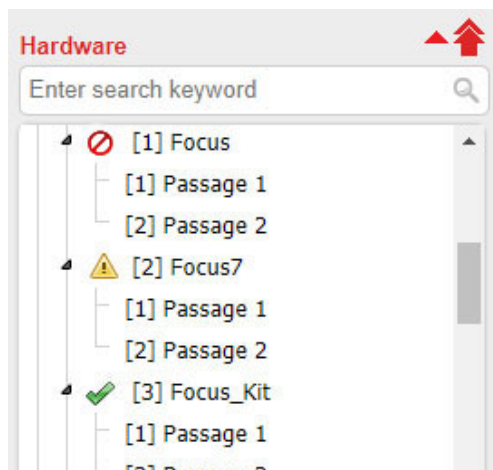 Hardware
Enter search keyword
[1] Focus
[1] Passage 1
[2] Passage 2
[2] Focus7
[1] Passage 1
[2] Passage 2
[3] Focus_Kit
[1] Passage 1